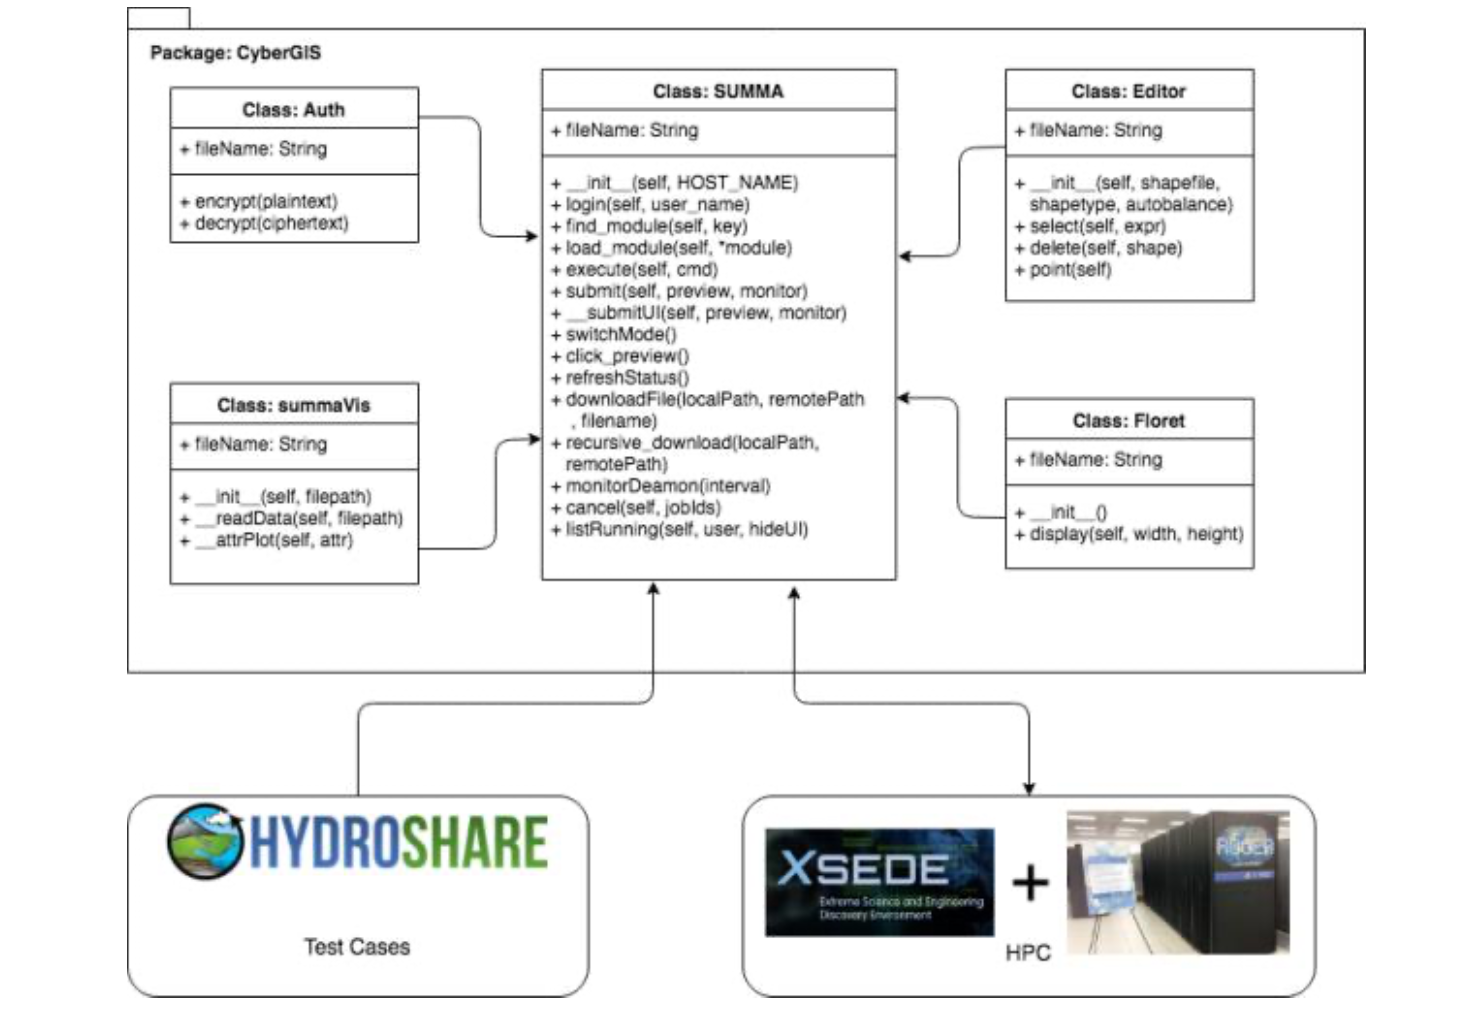 Package: CyberGIS
Class: Auth
+ fileName: String
+ encrypt(plaintext)
+ decrypt(ciphertext)
Class: summaVis
+ fileName: String
+ __init__(self, filepath)
+ __readData(self, filepath)
+ __attrPlot(self, attr)
Class: SUMMA
+ fileName: String
+ __init__(self, HOST_NAME)
+ login(self, user_name)
+ find_module(self, key)
+ load_module(self, *module)
+ execute(self, cmd)
+ submit(self, preview, monitor)
+ __submitUI(self, preview, monitor)
+ switchMode()
+ click_preview()
+ refreshStatus()
+ downloadFile(localPath, remotePath
, filename)
+ recursive_download(localPath,
remotePath)
+ monitorDeamon(interval)
+ cancel(self, jobIds)
+ listRunning(self, user, hideUI)
Class: Editor
+ fileName: String
+ __init__(self, shapefile,
shapetype, autobalance)
+ select(self, expr)
+ delete(self, shape)
+ point(self)
Class: Floret
+ fileName: String
+ __init__()
+ display(self, width, height)
HYDROSHARE
Test Cases
XSEDE
Extreme Science and Engineering
Discovery Environment
+
HPC